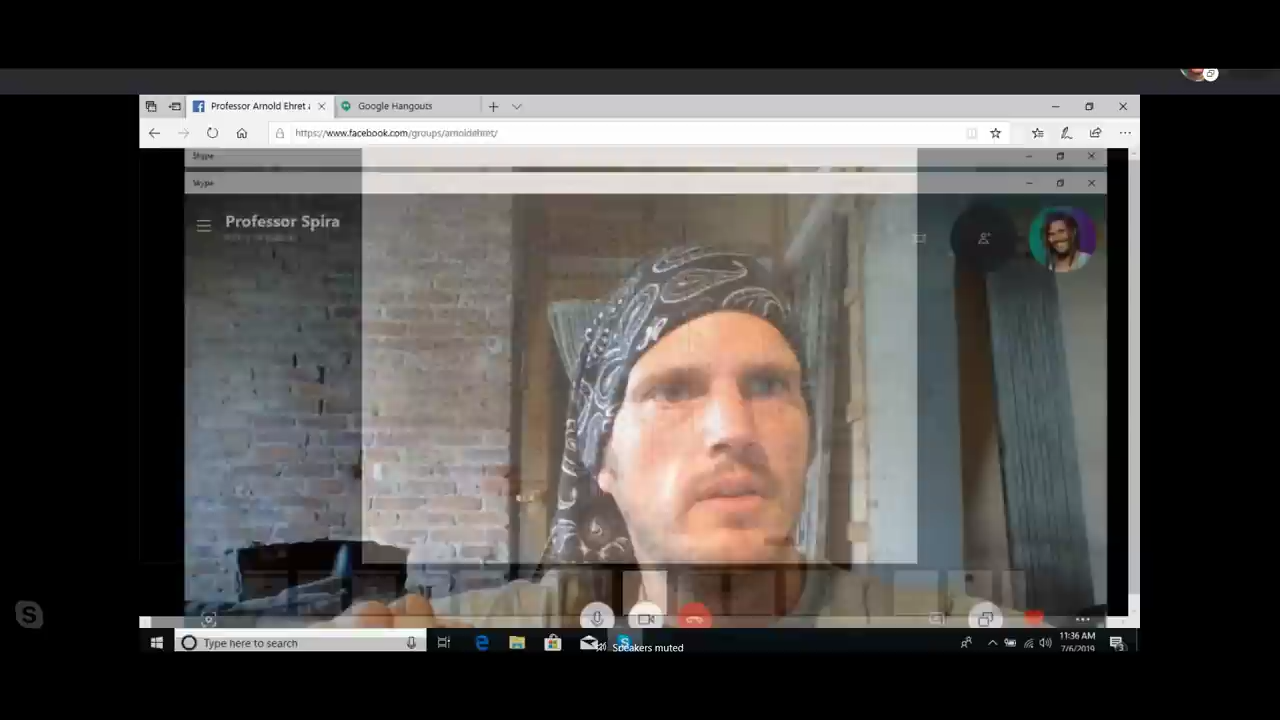 Professor Arnold Ehret a
Google Hangouts
https://www.facebook.com/groups/arnoldehret/
Skype
Skype
Professor Spira
Type here to search
Speakers muted
11:36 AM
7/6/2019